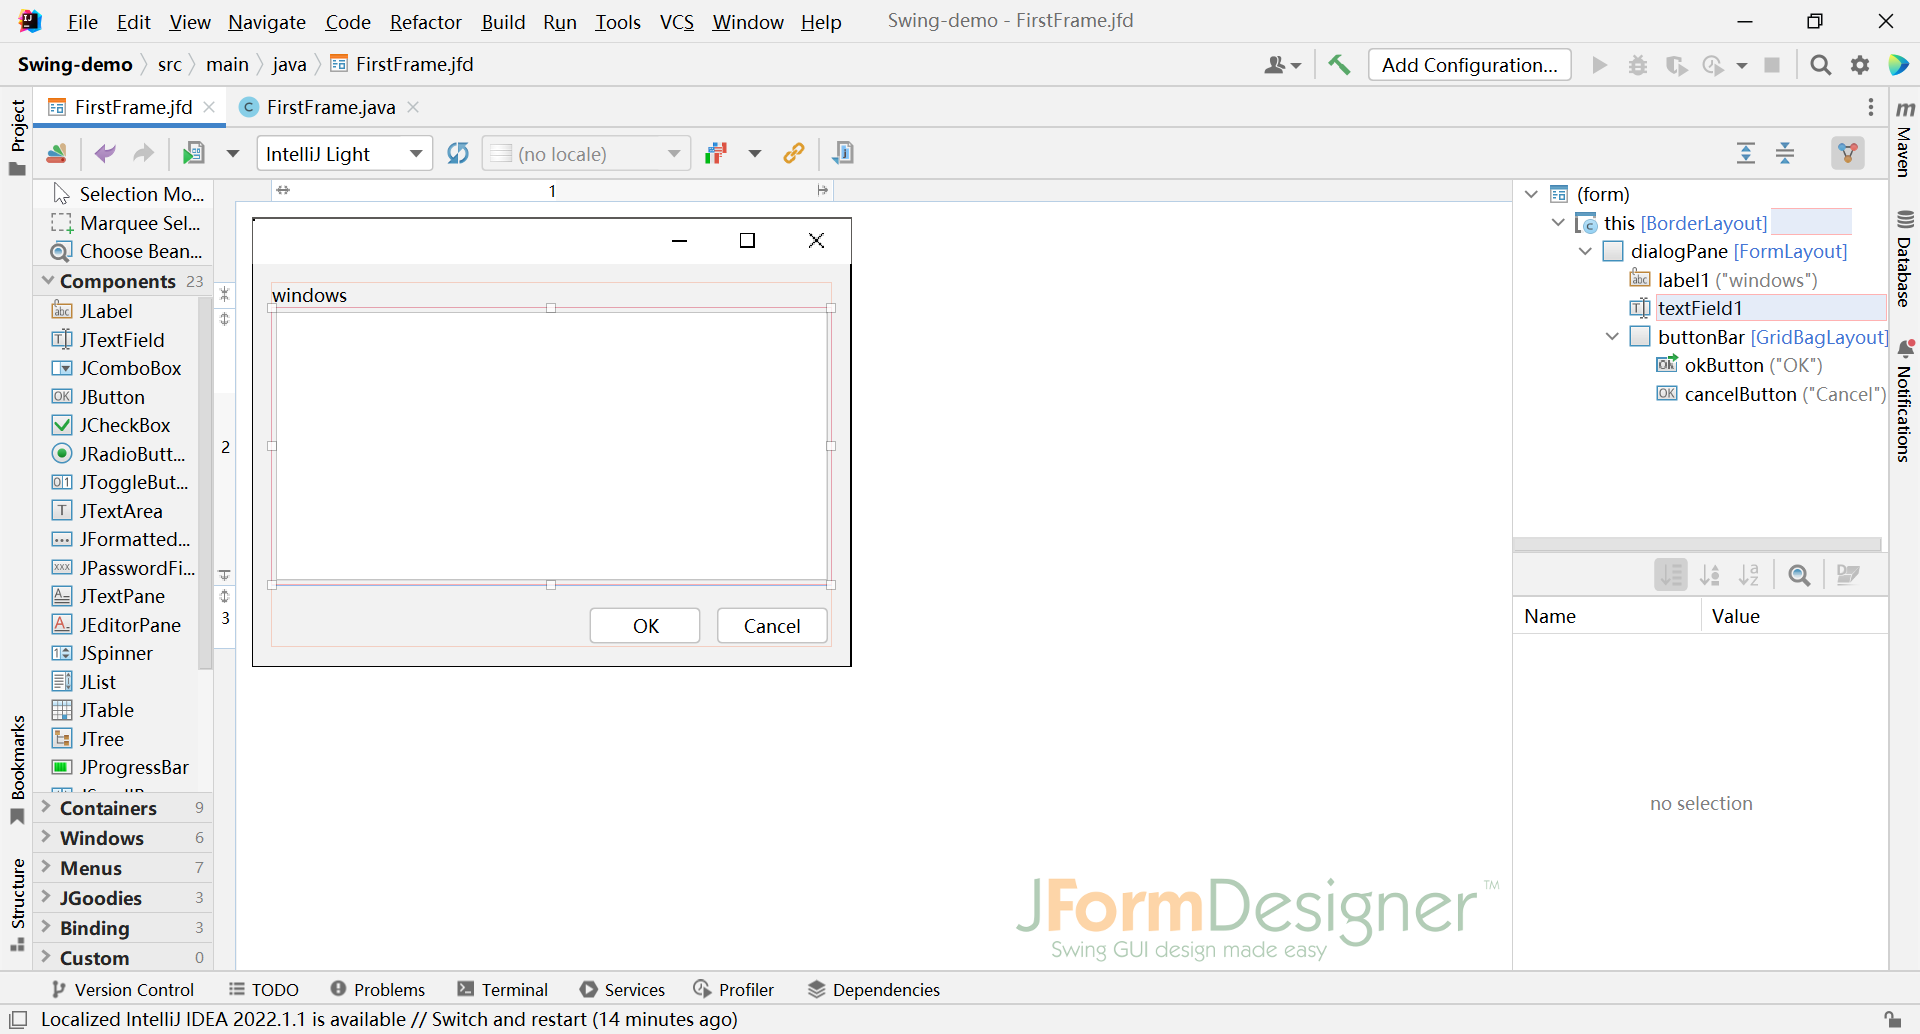 File Edit View Navigate Code Refactor Build Run Tools VCS Window Help Swing-demo - FirstFrame.jfd
Swing-demo src main java FirstFrame.jfd Add Configuration...
FirstFrame.jfd FirstFrame.java
IntelliJ Light (no locale)
Project
Bookmarks
Structure
Selection Mo...
Marquee Sel...
Choose Bean...
Components 23
JLabel
JTextField
JComboBox
JButton
JCheckBox
JRadioButt...
JToggleBut...
JTextArea
JFormatted...
JPasswordFi...
JTextPane
JEditorPane
JSpinner
JList
JTable
JTree
JProgressBar
Containers 9
Windows 6
Menus 7
JGoodies 3
Binding 3
Custom 0
1
2
3
windows
OK Cancel
JFormDesigner™
Swing GUI design made easy
(form)
this [BorderLayout]
dialogPane [FormLayout]
label1 ("windows")
textField1
buttonBar [GridBagLayout]
okButton ("OK")
cancelButton ("Cancel")
Name Value
no selection
Maven
Database
Notifications
Version Control TODO Problems Terminal Services Profiler Dependencies
Localized IntelliJ IDEA 2022.1.1 is available // Switch and restart (14 minutes ago)